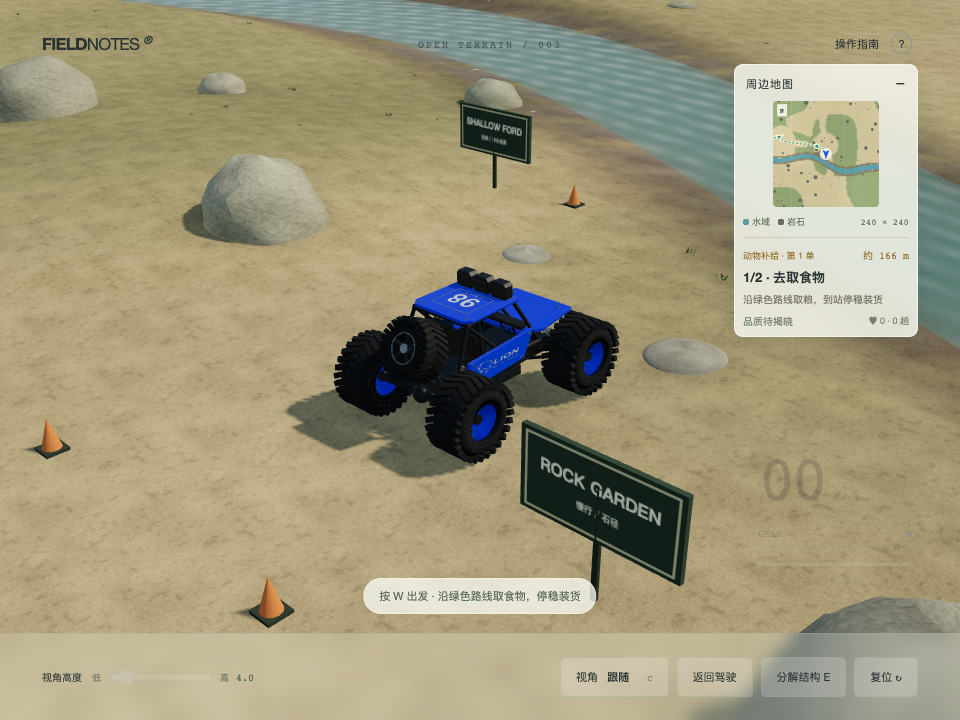 FIELDNOTES ®
OPEN TERRAIN / 003
操作指南 ?
周边地图 −
水域 岩石 240 × 240
动物补给 · 第 1 单 约 166 m
1/2 · 去取食物
沿绿色路线取粮，到站停稳装货
品质待揭晓 ♥ 0 · 0 趟
SHALLOW FORD
86
LION
ROCK GARDEN
慢行 / 石径
00
GEAR
按 W 出发 · 沿绿色路线取食物，停稳装货
视角高度 低 高 4.0
视角 跟随 C
返回驾驶
分解结构 E
复位 ↻